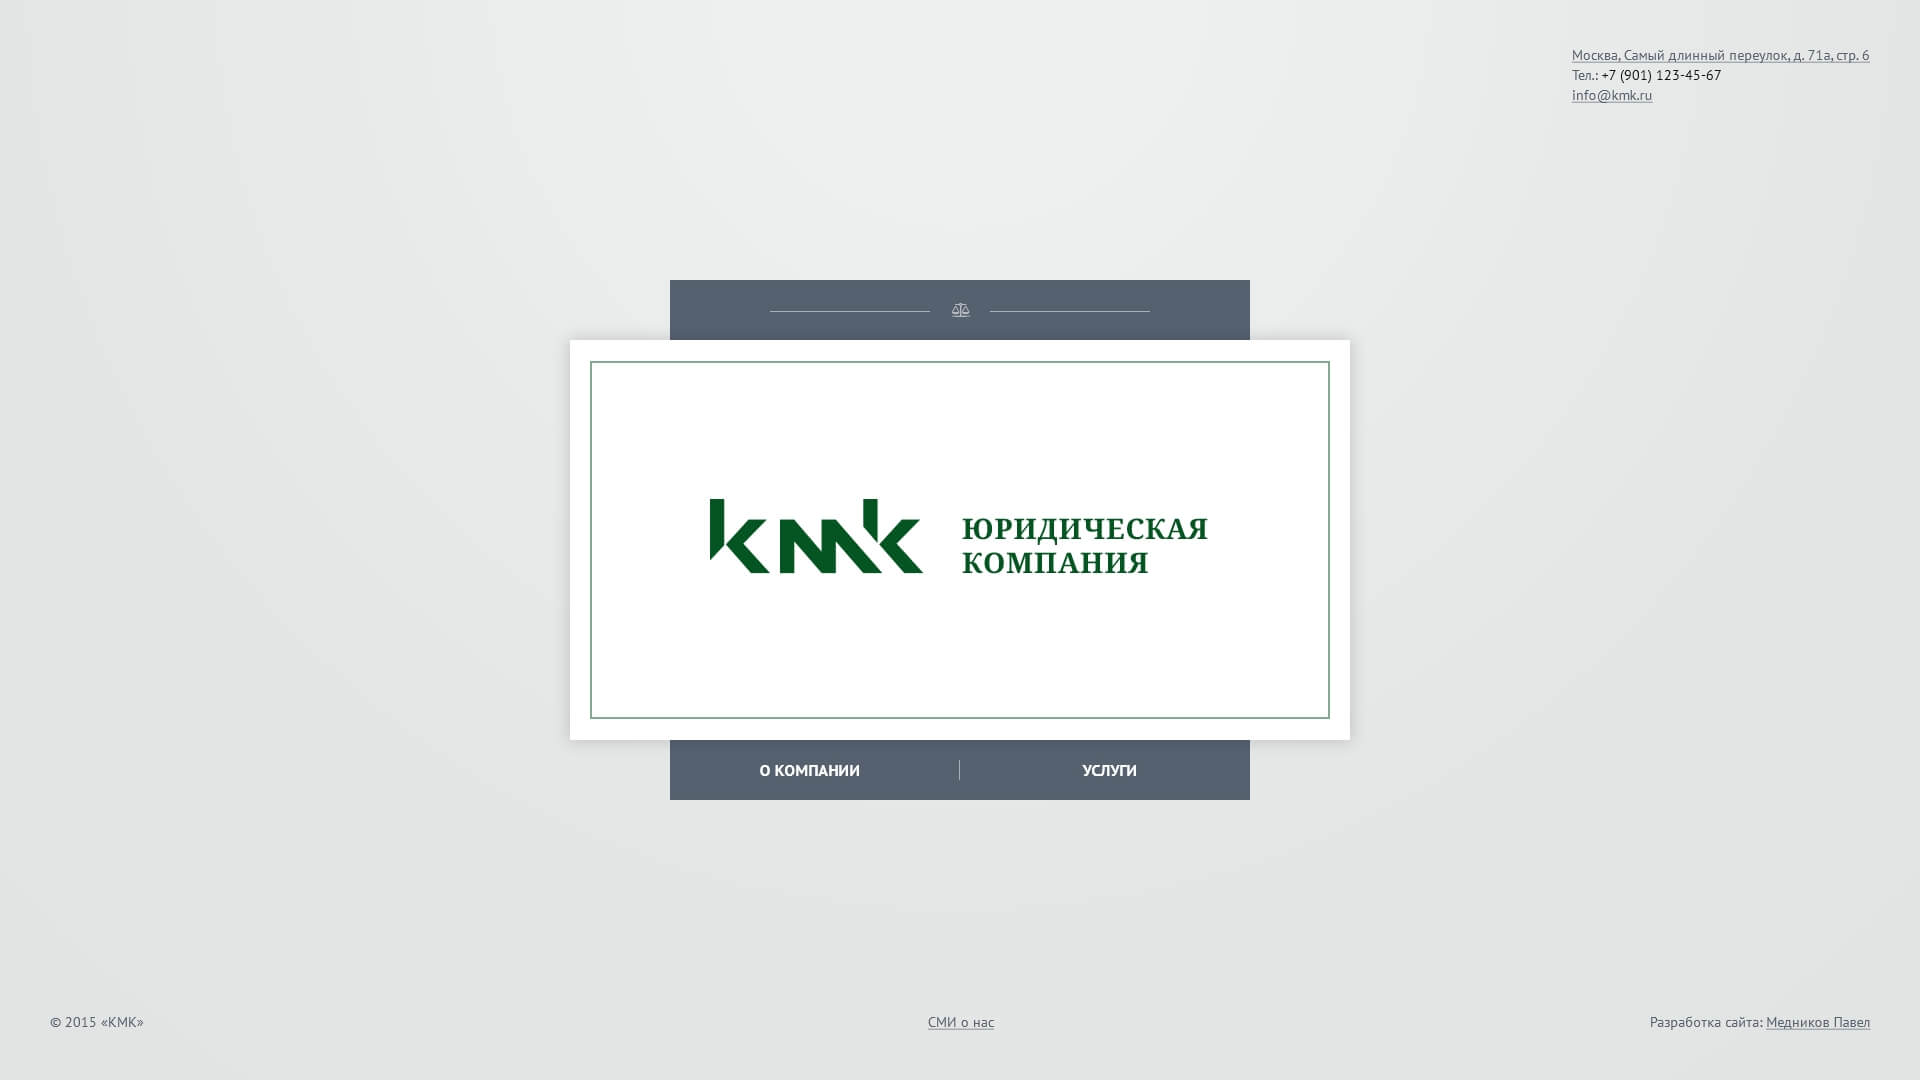 Москва, Самый длинный переулок, д. 71а, стр. 6
Тел.: +7 (901) 123-45-67
info@kmk.ru
кмк
ЮРИДИЧЕСКАЯ
КОМПАНИЯ
О КОМПАНИИ
УСЛУГИ
© 2015 «КМК»
СМИ о нас
Разработка сайта: Медников Павел